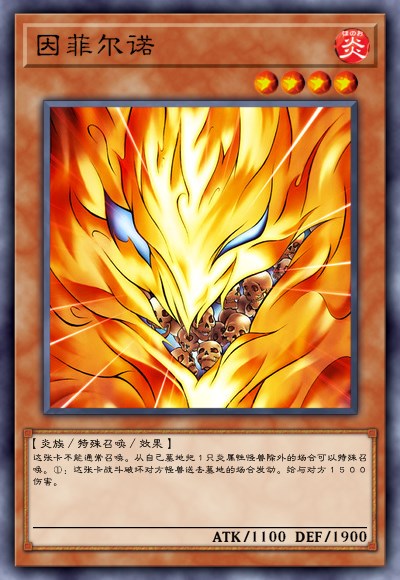 因菲尔诺
炎
ほのお
【炎族／特殊召唤／效果】
这张卡不能通常召唤。从自己墓地把１只炎属性怪兽除外的场合可以特殊召
唤。①：这张卡战斗破坏对方怪兽送去墓地的场合发动。给与对方１５００
伤害。
ATK/1100 DEF/1900